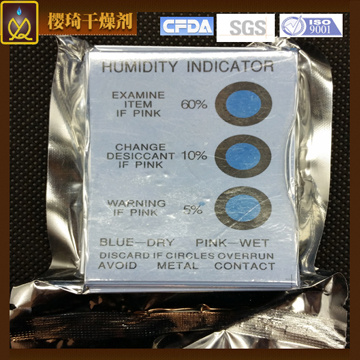 樱琦干燥剂
CFDA
SGS
ISO
9001
HUMIDITY INDICATOR
EXAMINE
ITEM 60%
IF PINK
CHANGE
DESICCANT 10%
IF PINK
WARNING 5%
IF PINK
BLUE-DRY PINK-WET
DISCARD IF CIRCLES OVERRUN
AVOID METAL CONTACT